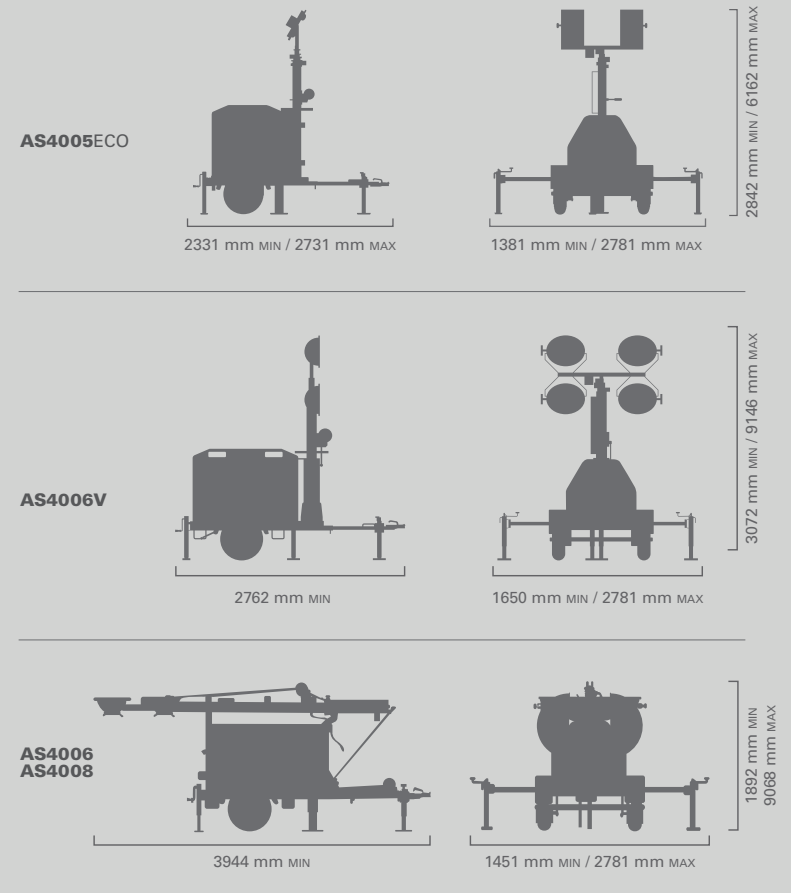 AS4005ECO
2331 mm MIN / 2731 mm MAX
1381 mm MIN / 2781 mm MAX
2842 mm MIN / 6162 mm MAX
AS4006V
2762 mm MIN
1650 mm MIN / 2781 mm MAX
3072 mm MIN / 9146 mm MAX
AS4006
AS4008
3944 mm MIN
1451 mm MIN / 2781 mm MAX
1892 mm MIN
9068 mm MAX